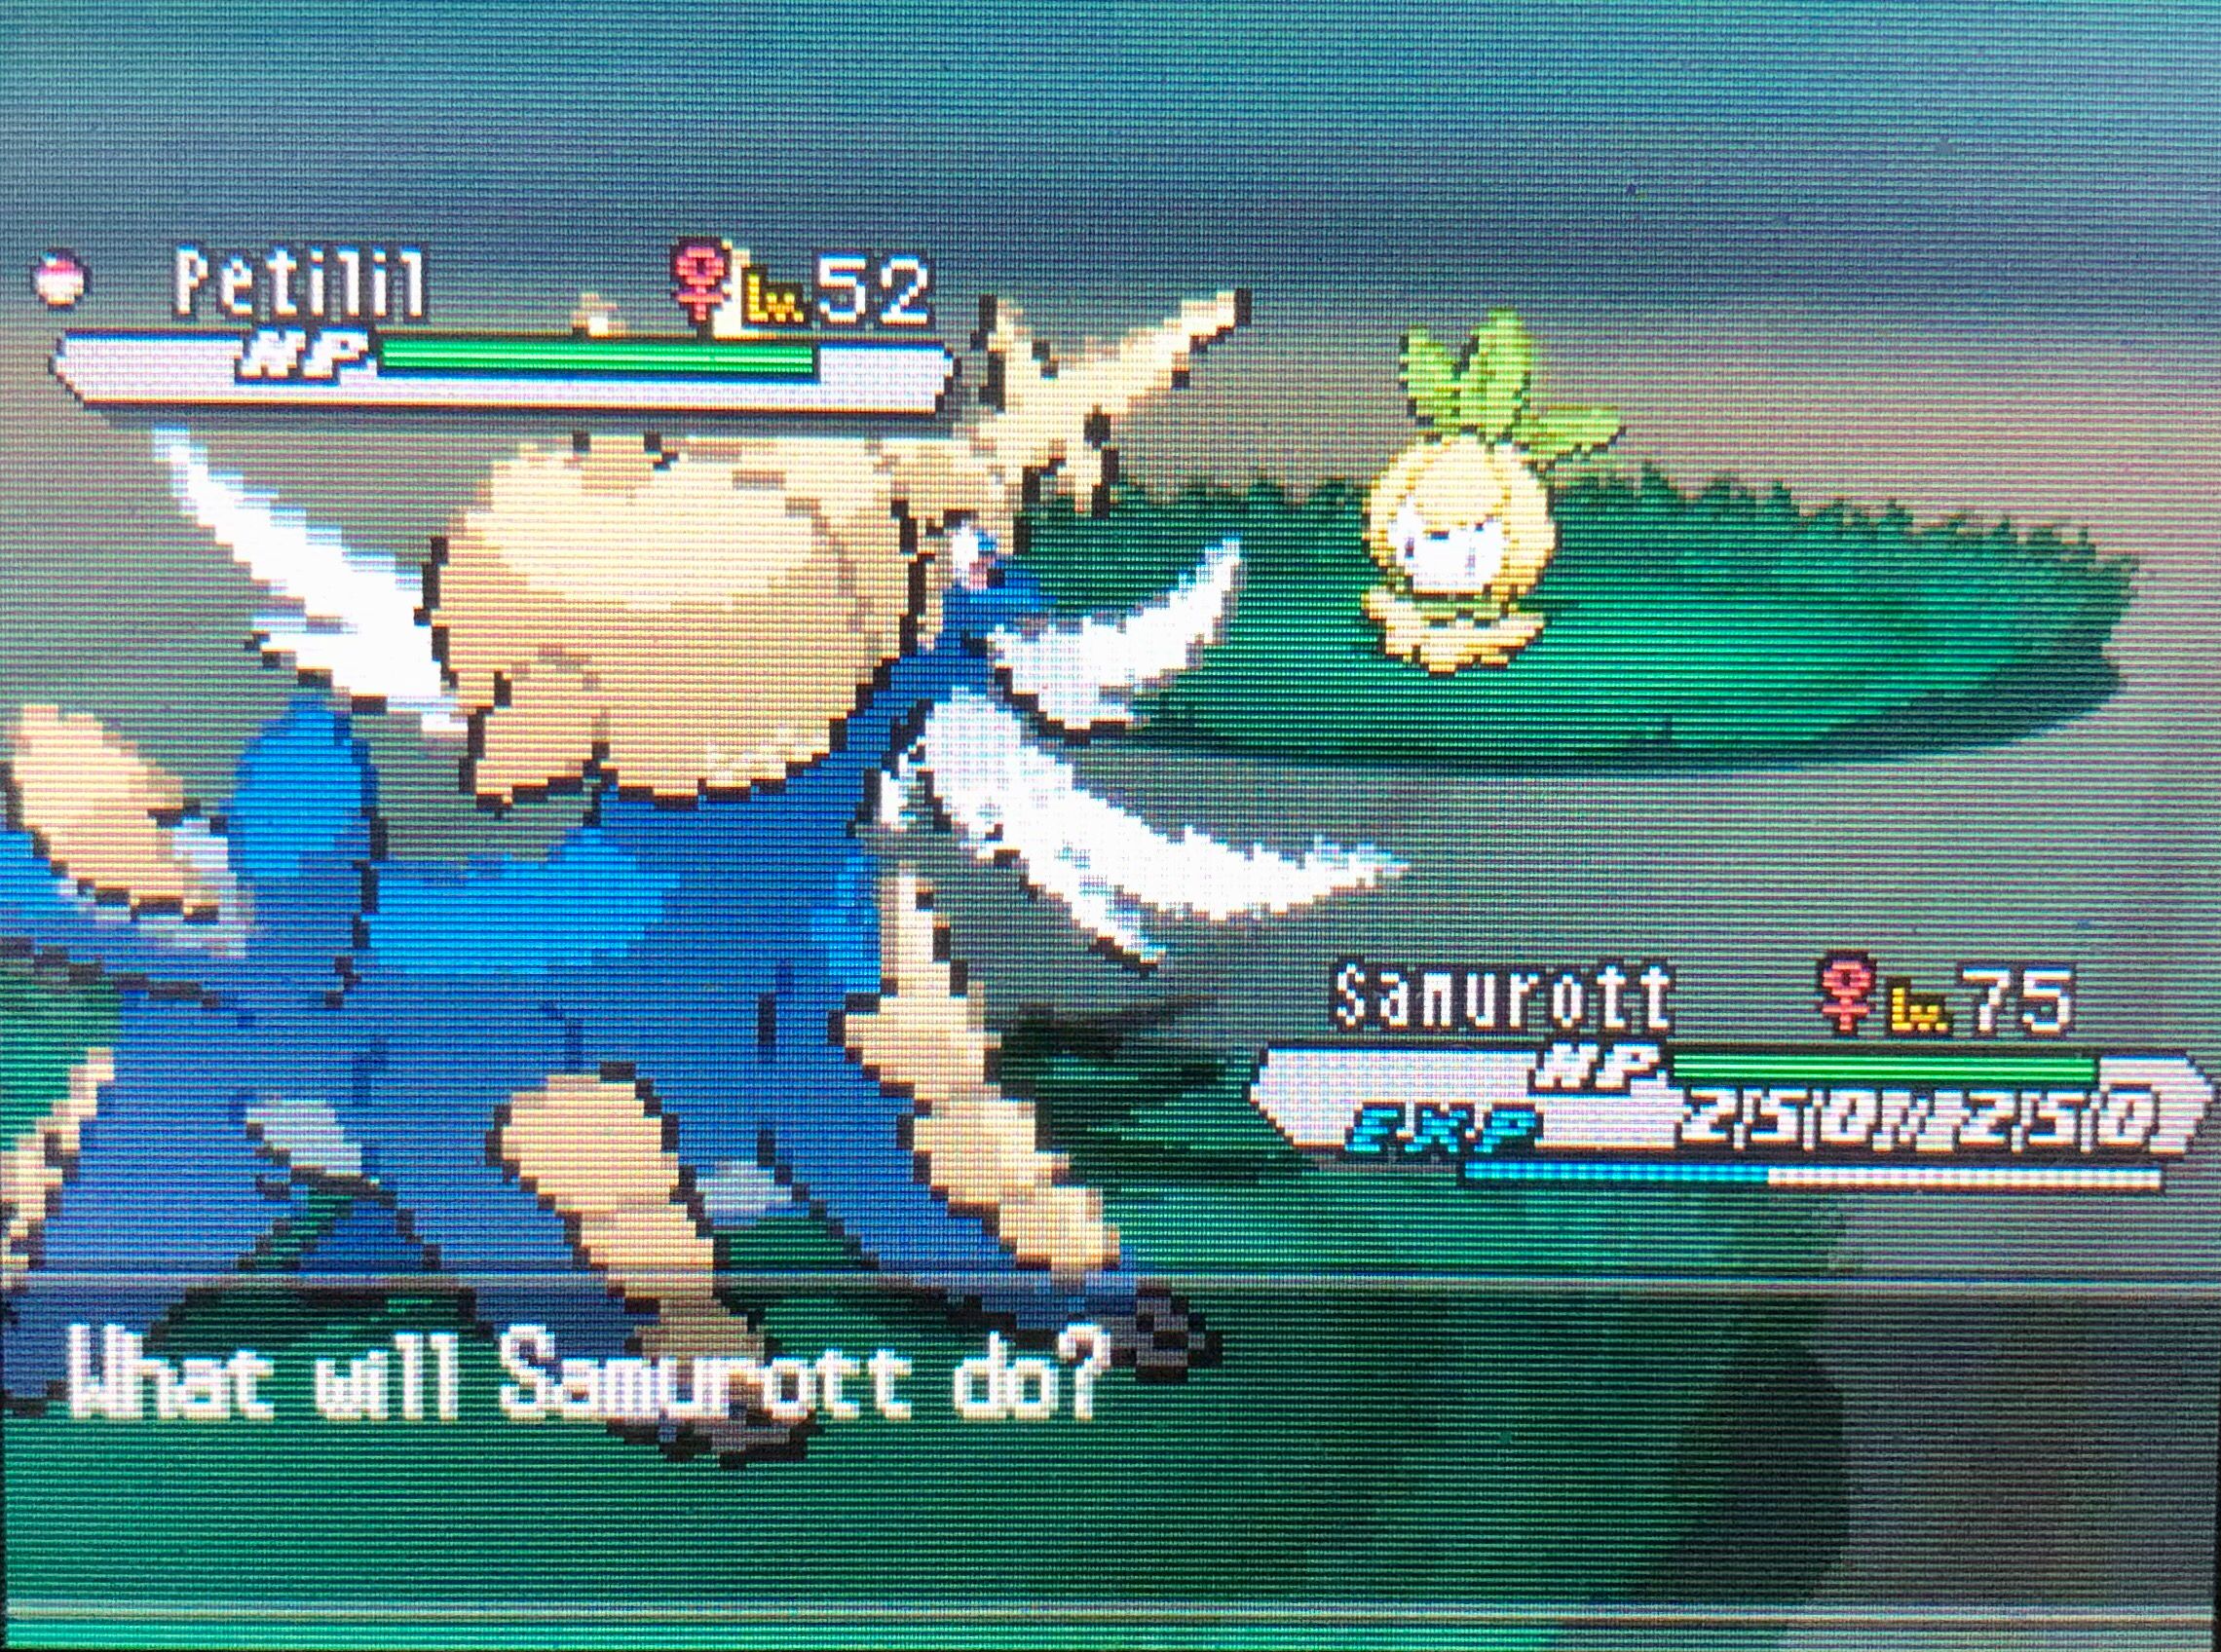 Petilil ♀ Lv.52
HP
Samurott ♀ Lv.75
HP
250/250
EXP
What will Samurott do?